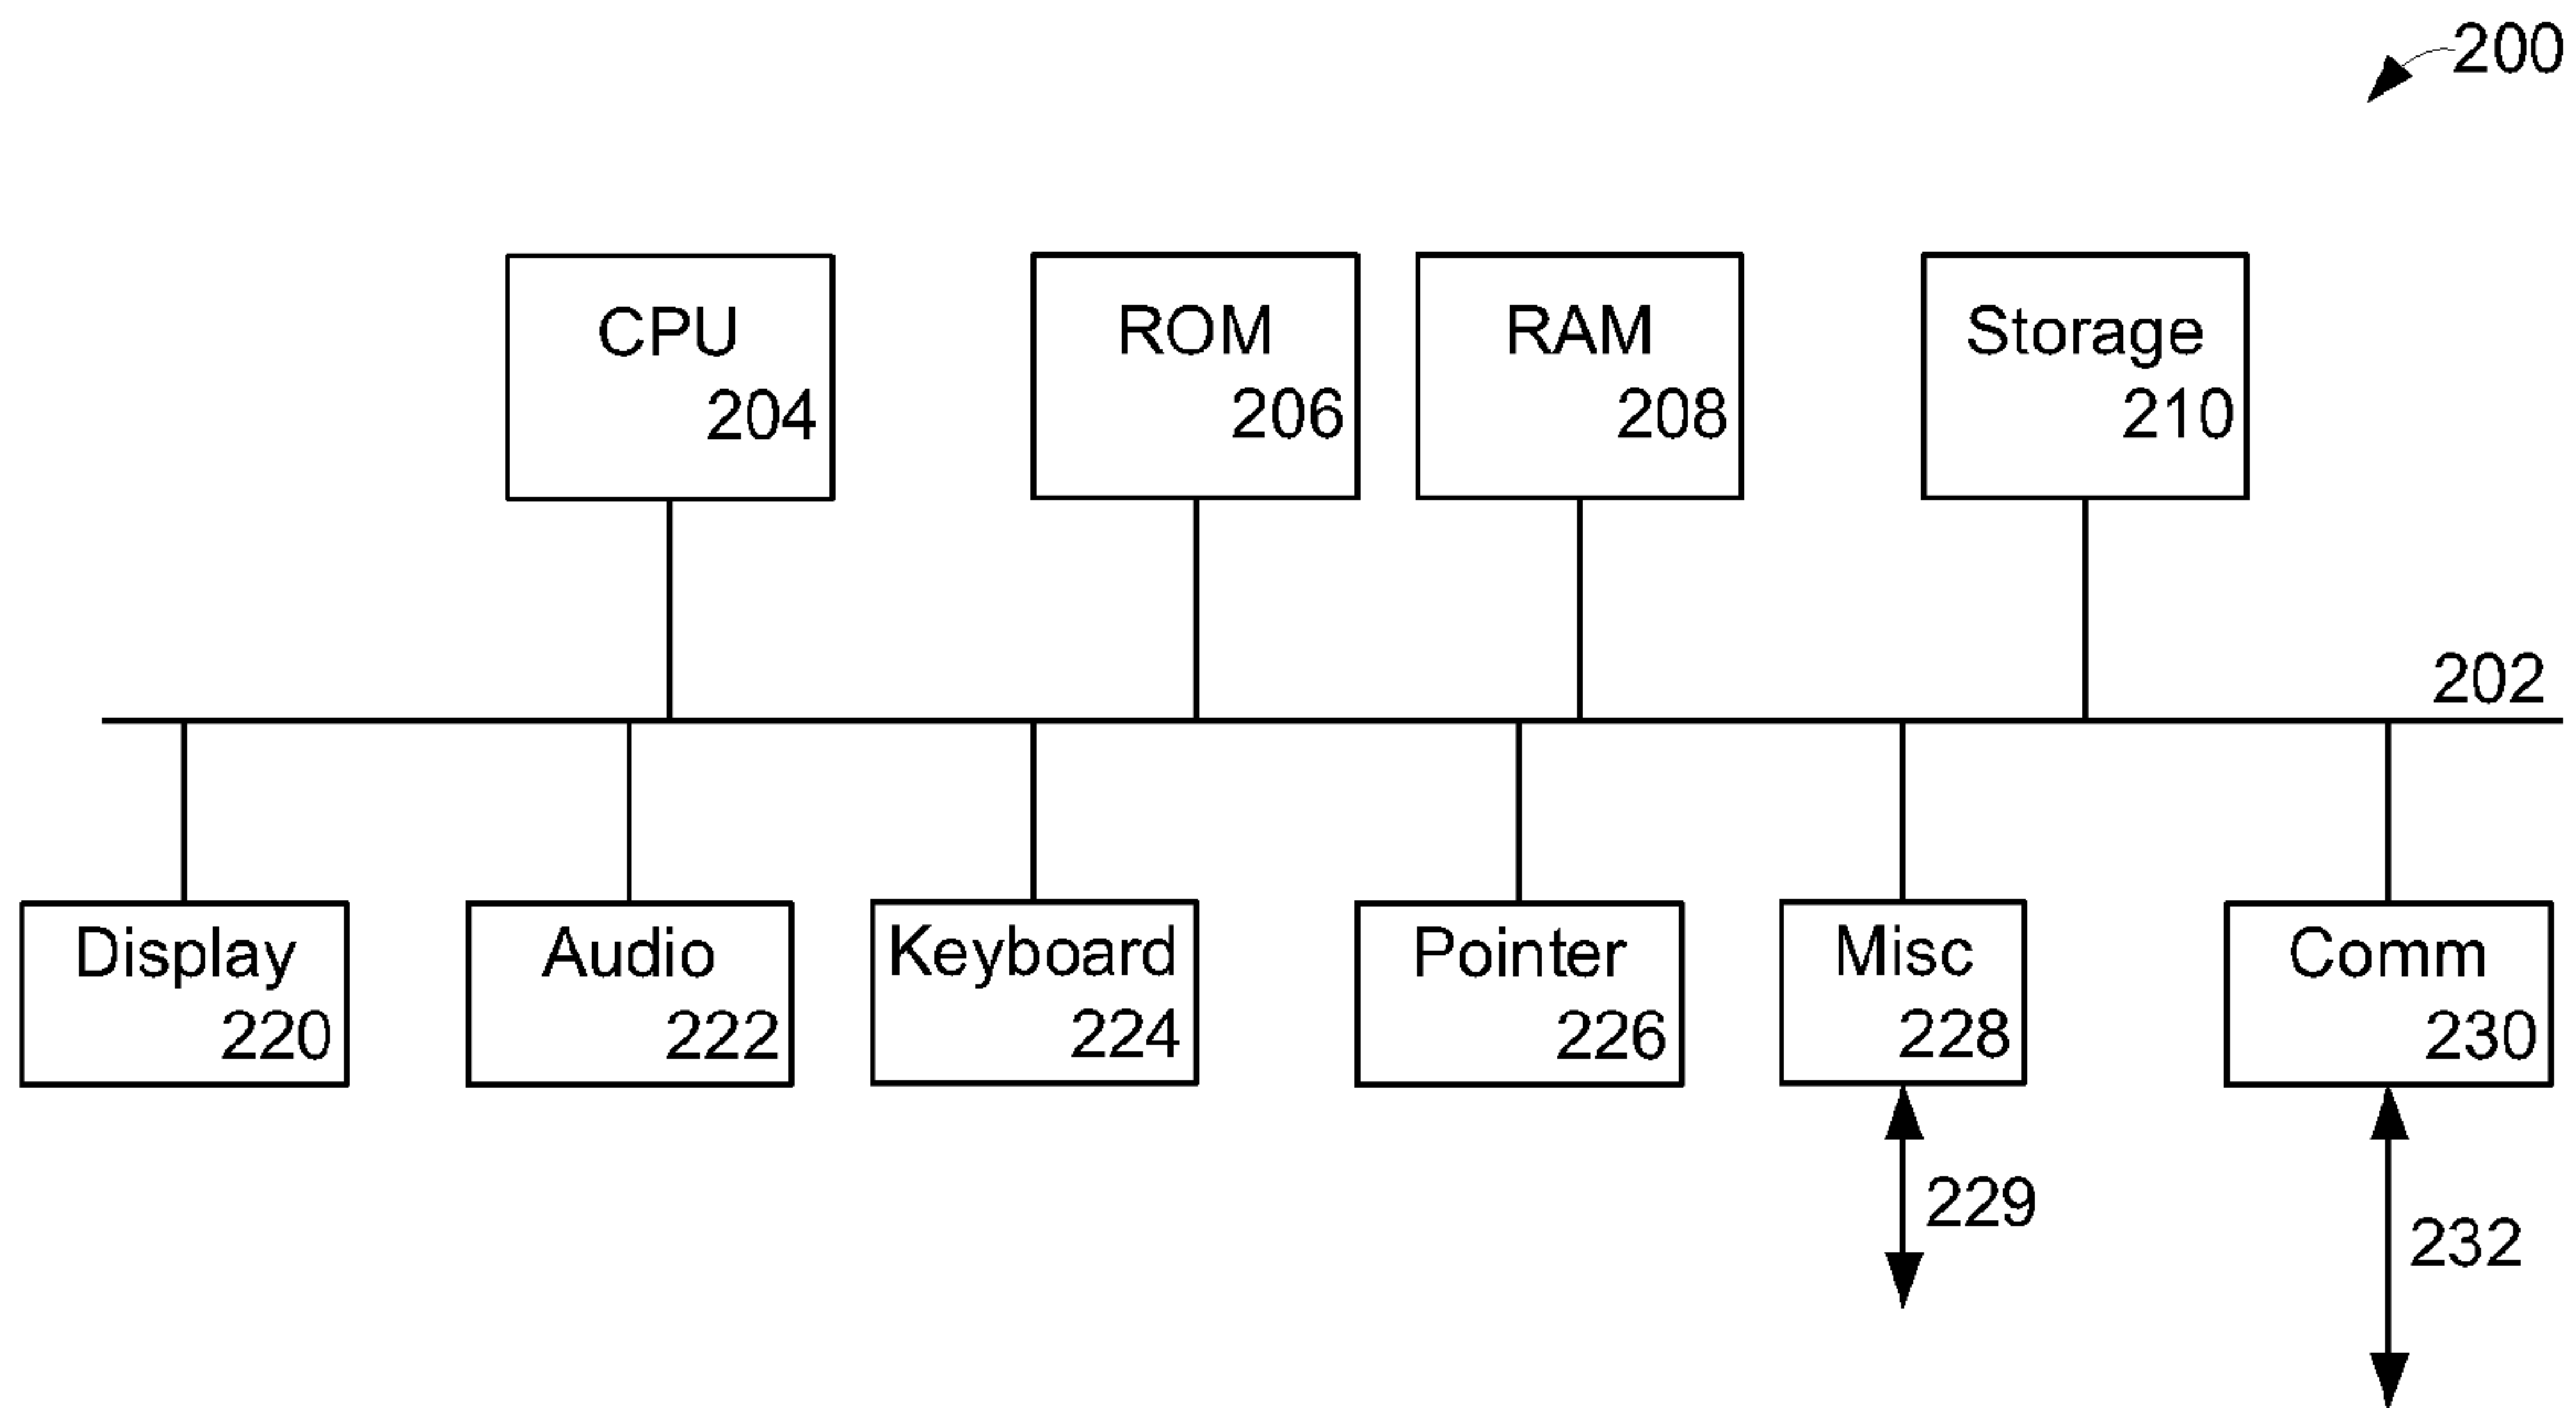 200
CPU
204
ROM
206
RAM
208
Storage
210
202
Display
220
Audio
222
Keyboard
224
Pointer
226
Misc
228
Comm
230
229
232